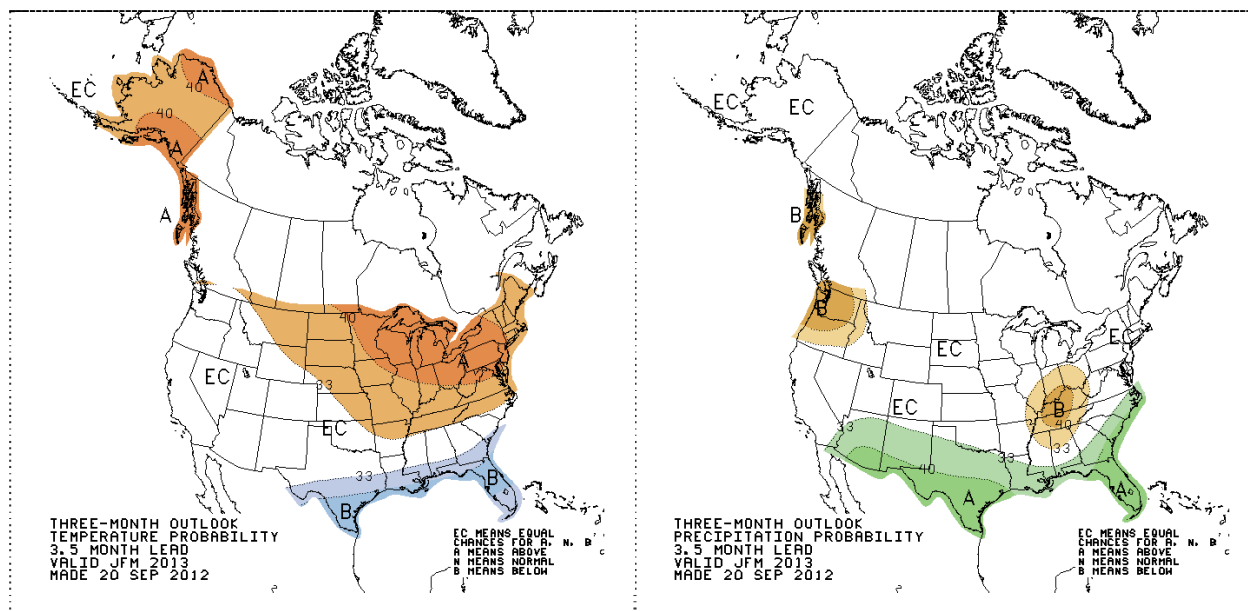 EC
A
40
40
A
A
40
A
EC
33
EC
33
B
B
THREE-MONTH OUTLOOK
TEMPERATURE PROBABILITY
3.5 MONTH LEAD
VALID JFM 2013
MADE 20 SEP 2012
EC MEANS EQUAL
CHANCES FOR A, N, B
A MEANS ABOVE
N MEANS NORMAL
B MEANS BELOW
EC
EC
B
B
EC
EC
EC
B
40
33
33
33
40
A
A
THREE-MONTH OUTLOOK
PRECIPITATION PROBABILITY
3.5 MONTH LEAD
VALID JFM 2013
MADE 20 SEP 2012
EC MEANS EQUAL
CHANCES FOR A, N, B
A MEANS ABOVE
N MEANS NORMAL
B MEANS BELOW